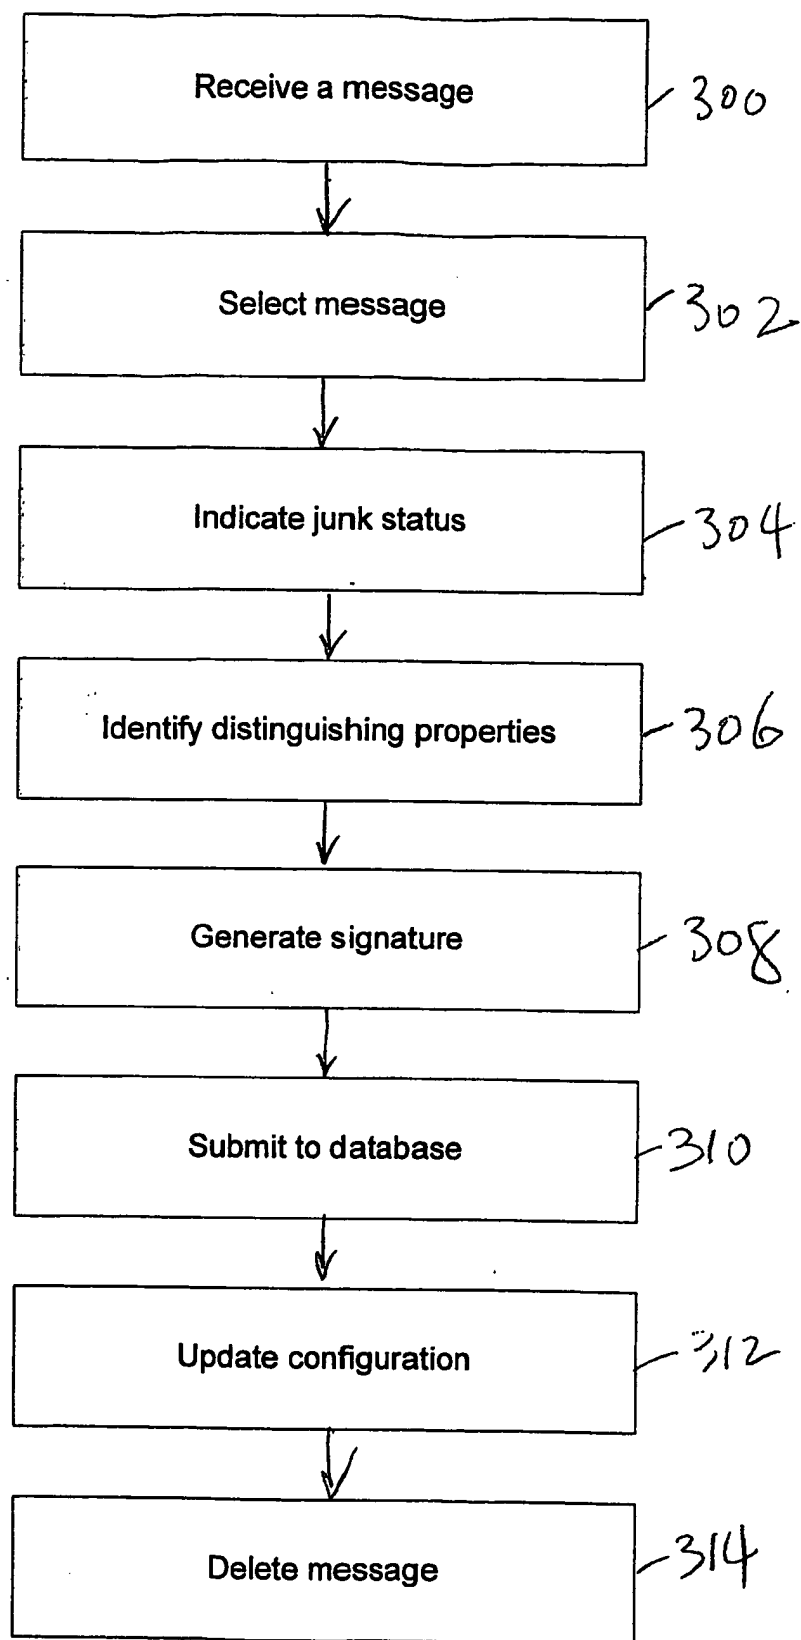 Receive a message
300
Select message
302
Indicate junk status
304
Identify distinguishing properties
306
Generate signature
308
Submit to database
310
Update configuration
312
Delete message
314